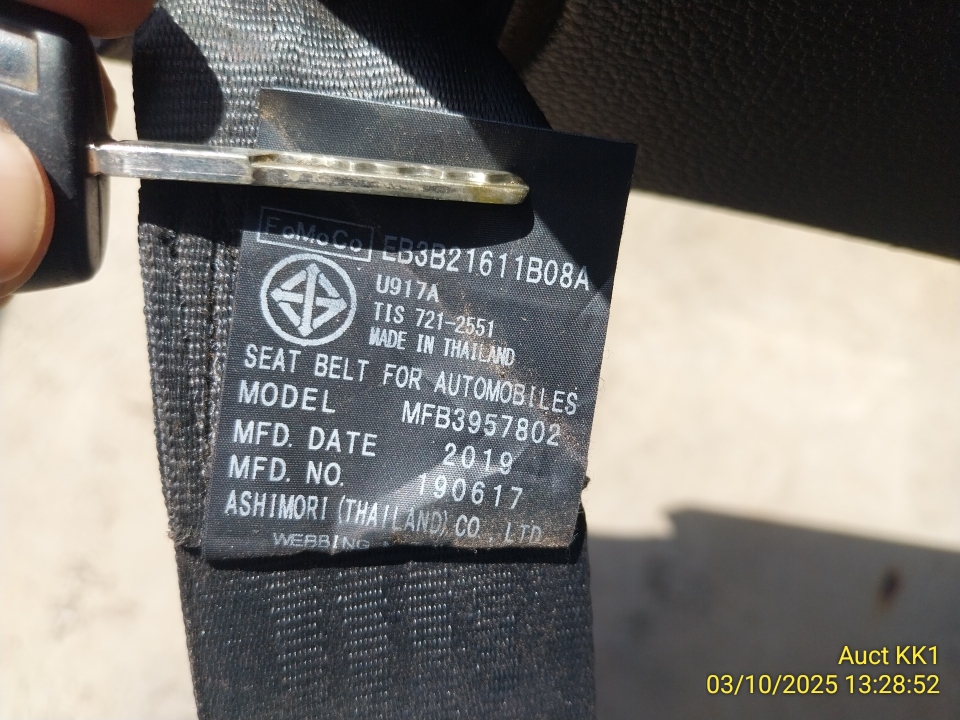 FoMoCo EB3B21611B08A
U917A
TIS 721-2551
MADE IN THAILAND
SEAT BELT FOR AUTOMOBILES
MODEL MFB3957802
MFD. DATE 2019
MFD. NO. 190617
ASHIMORI (THAILAND) CO., LTD.
WEBBING
Auct KK1
03/10/2025 13:28:52